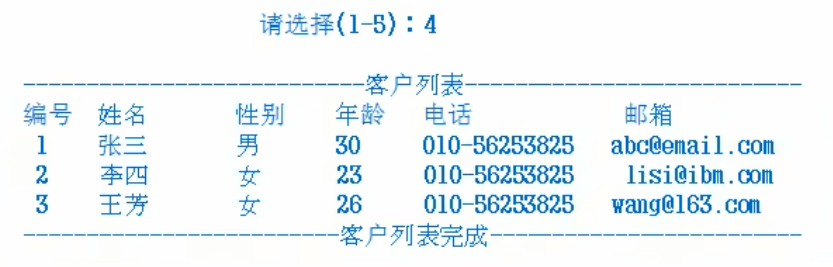 请选择(1-5)：4
---------------------------客户列表---------------------------
编号 姓名 性别 年龄 电话 邮箱
1 张三 男 30 010-56253825 abc@email.com
2 李四 女 23 010-56253825 lisi@ibm.com
3 王芳 女 26 010-56253825 wang@163.com
-------------------------客户列表完成-------------------------